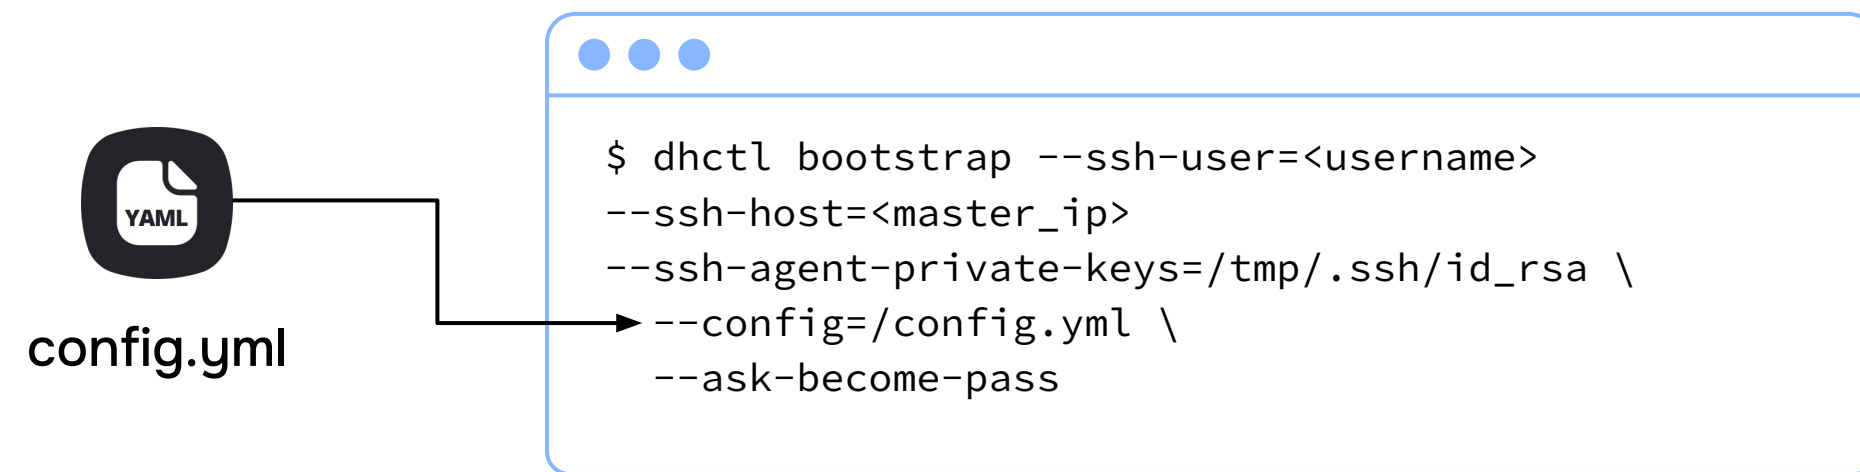 YAML
config.yml
$ dhctl bootstrap --ssh-user=<username>
--ssh-host=<master_ip>
--ssh-agent-private-keys=/tmp/.ssh/id_rsa \
--config=/config.yml \
--ask-become-pass